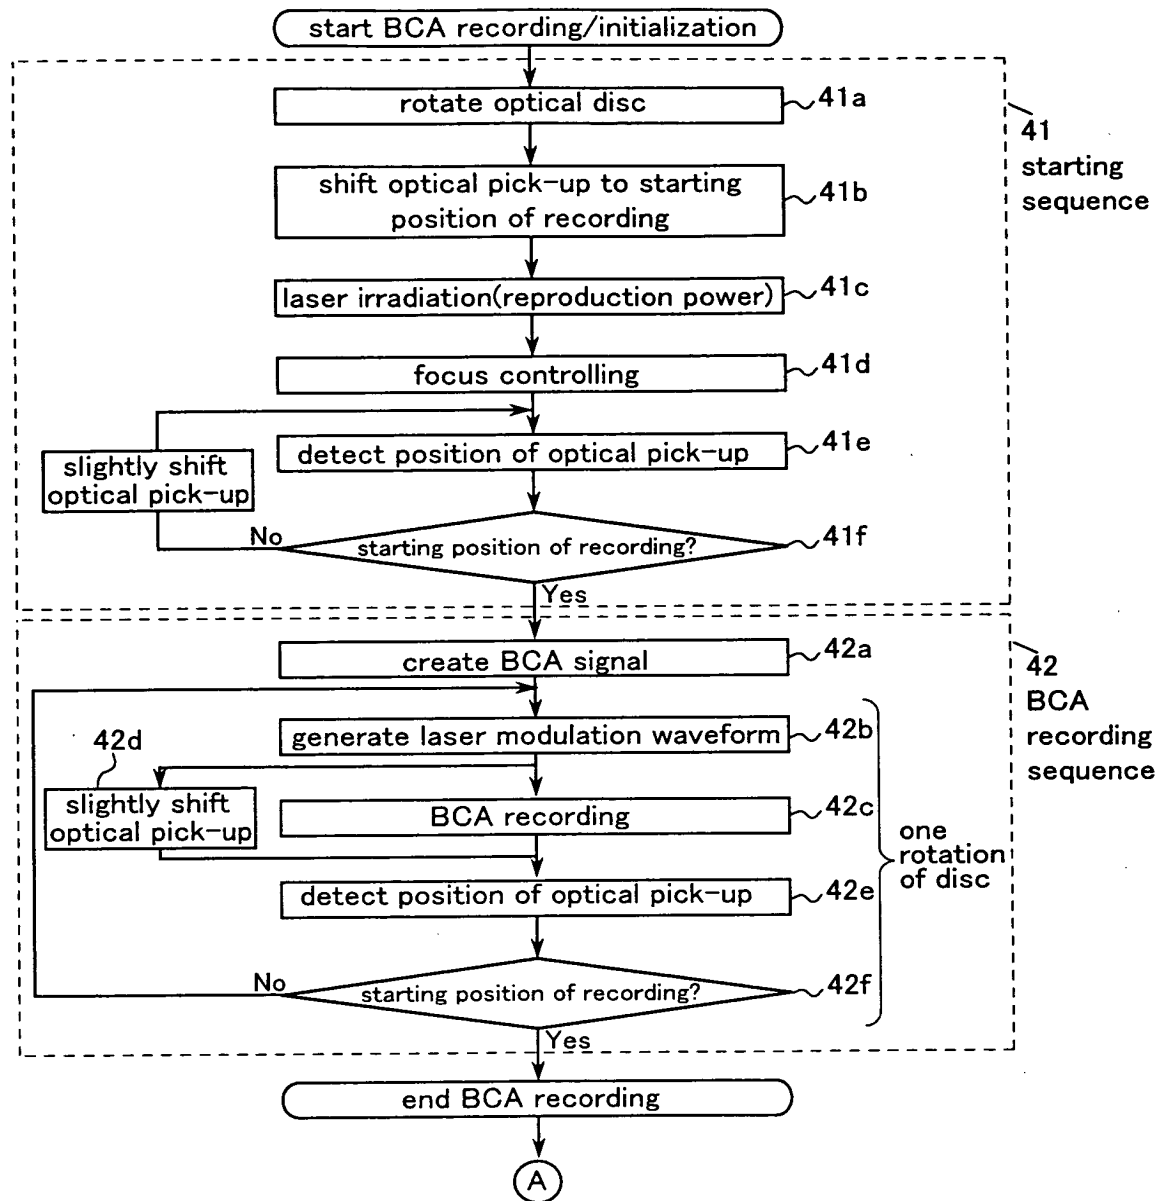 start BCA recording/initialization
rotate optical disc
41a
41
starting
sequence
shift optical pick-up to starting
position of recording
41b
laser irradiation(reproduction power)
41c
focus controlling
41d
detect position of optical pick-up
41e
slightly shift
optical pick-up
No
starting position of recording?
41f
Yes
create BCA signal
42a
42
BCA
recording
sequence
generate laser modulation waveform
42b
42d
slightly shift
optical pick-up
BCA recording
42c
one
rotation
of disc
detect position of optical pick-up
42e
No
starting position of recording?
42f
Yes
end BCA recording
A